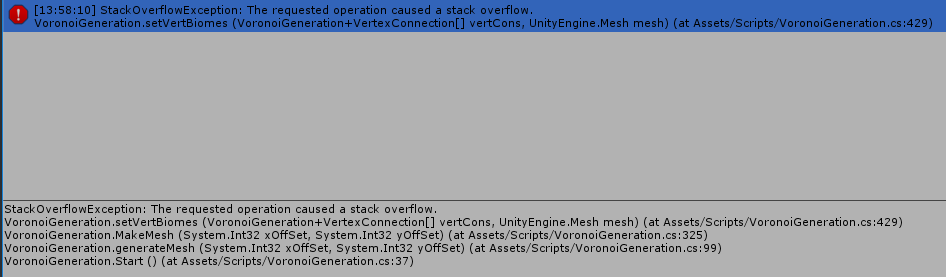 [13:58:10] StackOverflowException: The requested operation caused a stack overflow.
VoronoiGeneration.setVertBiomes (VoronoiGeneration+VertexConnection[] vertCons, UnityEngine.Mesh mesh) (at Assets/Scripts/VoronoiGeneration.cs:429)
StackOverflowException: The requested operation caused a stack overflow.
VoronoiGeneration.setVertBiomes (VoronoiGeneration+VertexConnection[] vertCons, UnityEngine.Mesh mesh) (at Assets/Scripts/VoronoiGeneration.cs:429)
VoronoiGeneration.MakeMesh (System.Int32 xOffSet, System.Int32 yOffSet) (at Assets/Scripts/VoronoiGeneration.cs:325)
VoronoiGeneration.generateMesh (System.Int32 xOffSet, System.Int32 yOffSet) (at Assets/Scripts/VoronoiGeneration.cs:99)
VoronoiGeneration.Start () (at Assets/Scripts/VoronoiGeneration.cs:37)